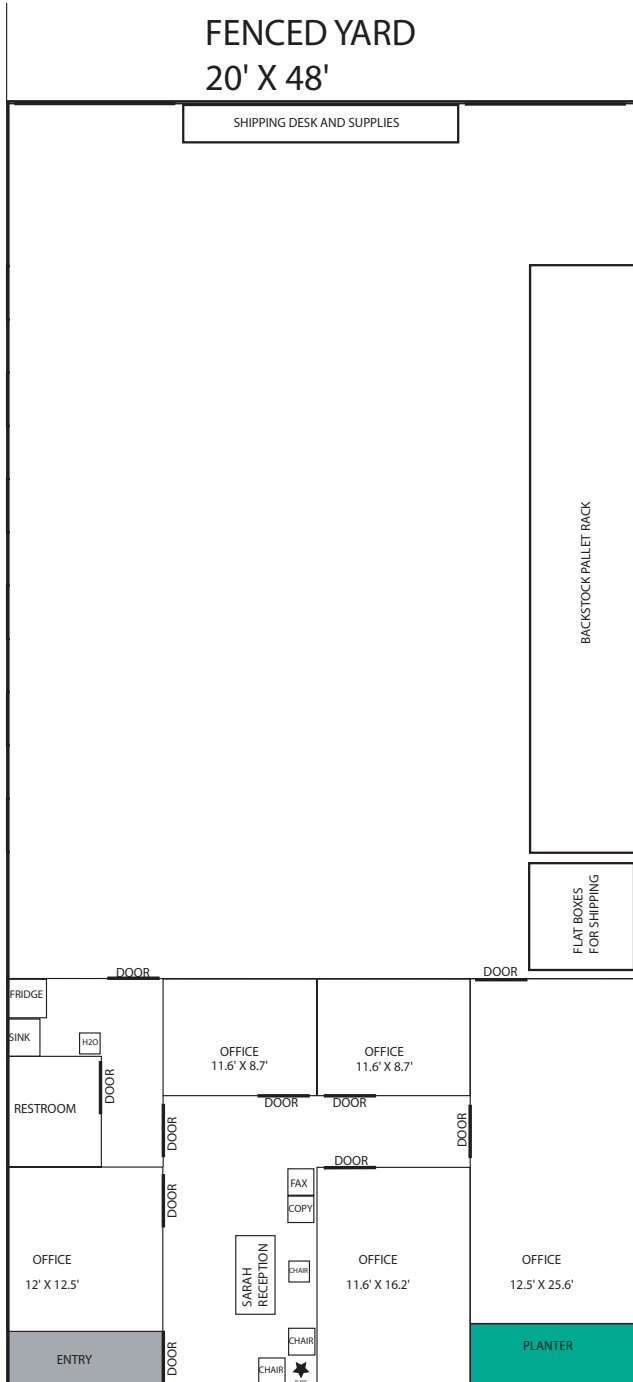 FENCED YARD
20' X 48'
SHIPPING DESK AND SUPPLIES
BACKSTOCK PALLET RACK
FLAT BOXES
FOR SHIPPING
DOOR
DOOR
FRIDGE
SINK
H2O
OFFICE
11.6' X 8.7'
OFFICE
11.6' X 8.7'
DOOR
RESTROOM
DOOR
DOOR
DOOR
DOOR
DOOR
DOOR
FAX
COPY
OFFICE
12' X 12.5'
SARAH
RECEPTION
CHAIR
OFFICE
11.6' X 16.2'
OFFICE
12.5' X 25.6'
ENTRY
DOOR
CHAIR
CHAIR
PLANTER